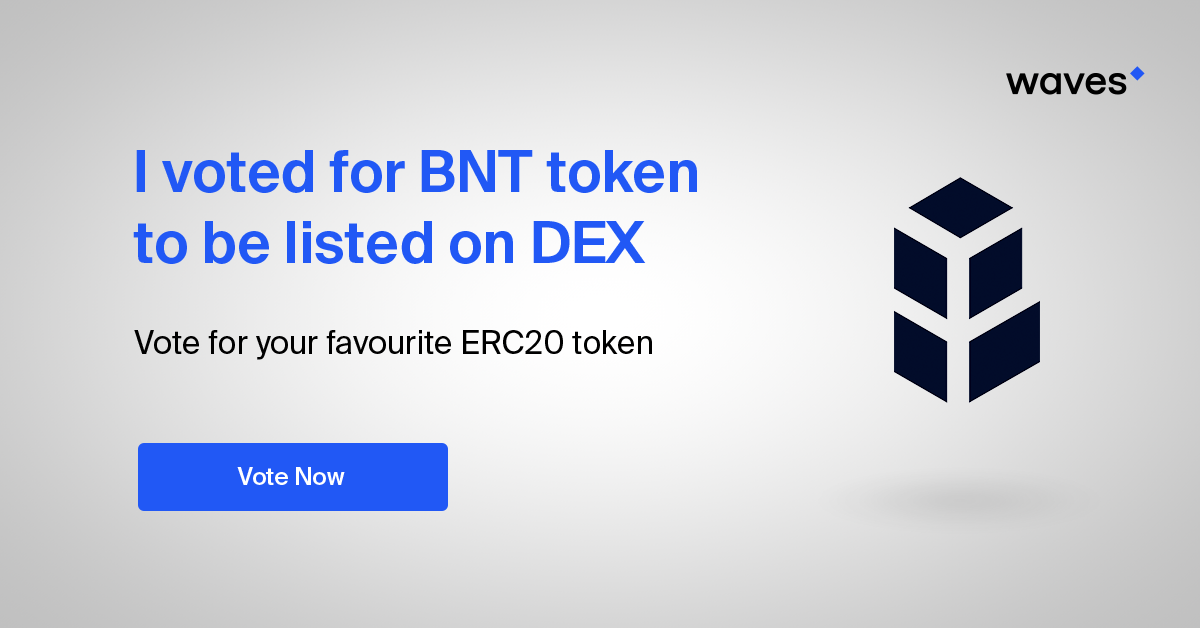 waves
I voted for BNT token
to be listed on DEX
Vote for your favourite ERC20 token
Vote Now